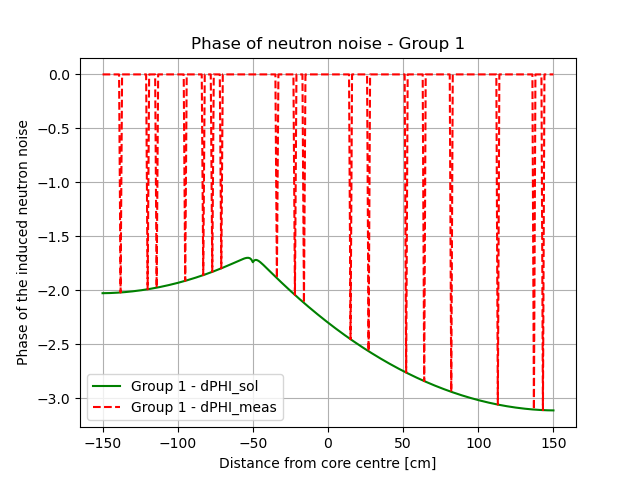 Phase of neutron noise - Group 1
Phase of the induced neutron noise
0.0
−0.5
−1.0
−1.5
−2.0
−2.5
−3.0
Group 1 - dPHI_sol
Group 1 - dPHI_meas
−150 −100 −50 0 50 100 150
Distance from core centre [cm]